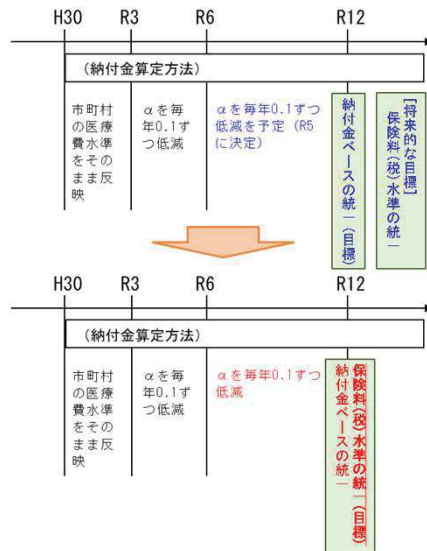 H30 R3 R6 R12
(納付金算定方法)
市町村
の医療
費水準
をその
まま反
映
αを毎
年0.1ず
つ低減
αを毎年0.1ずつ
低減を予定(R5
に決定)
納付金ベースの統一(目標)
[将来的な目標]
保険料(税)水準の統一
H30 R3 R6 R12
(納付金算定方法)
市町村
の医療
費水準
をその
まま反
映
αを毎
年0.1ず
つ低減
αを毎年0.1ずつ
低減
保険料(税)水準の統一(目標)
納付金ベースの統一